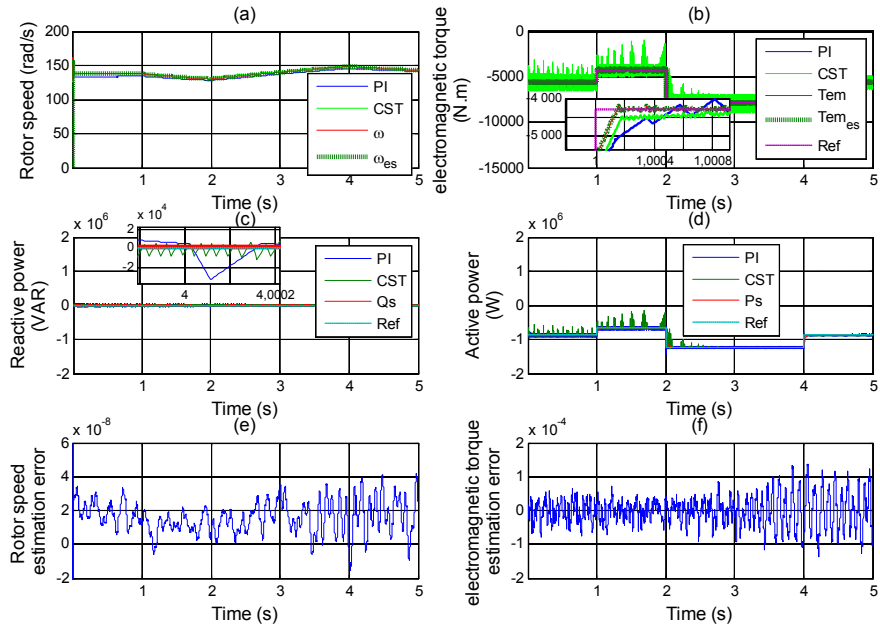 (a)
Rotor speed (rad/s)
200
150
100
50
0
PI
CST
ω
ω_es
1 2 3 4 5
Time (s)
(b)
electromagnetic torque
(N.m)
0
-5000
-10000
-15000
-4 000
-5 000
1 1,0004 1,0008
PI
CST
Tem
Tem_es
Ref
1 2 3 4 5
Time (s)
(c)
x 10^6
Reactive power
(VAR)
2
1
0
-1
-2
x 10^4
2
0
-2
4 4,0002
PI
CST
Qs
Ref
1 2 3 4 5
Time (s)
(d)
x 10^6
Active power
(W)
2
1
0
-1
-2
PI
CST
Ps
Ref
1 2 3 4 5
Time (s)
(e)
x 10^-8
Rotor speed
estimation error
6
4
2
0
-2
1 2 3 4 5
Time (s)
(f)
x 10^-4
electromagnetic torque
estimation error
2
1
0
-1
-2
1 2 3 4 5
Time (s)